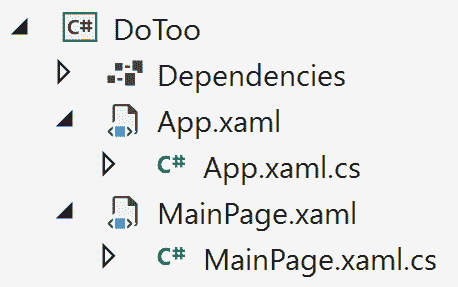 C# DoToo
Dependencies
App.xaml
C# App.xaml.cs
MainPage.xaml
C# MainPage.xaml.cs